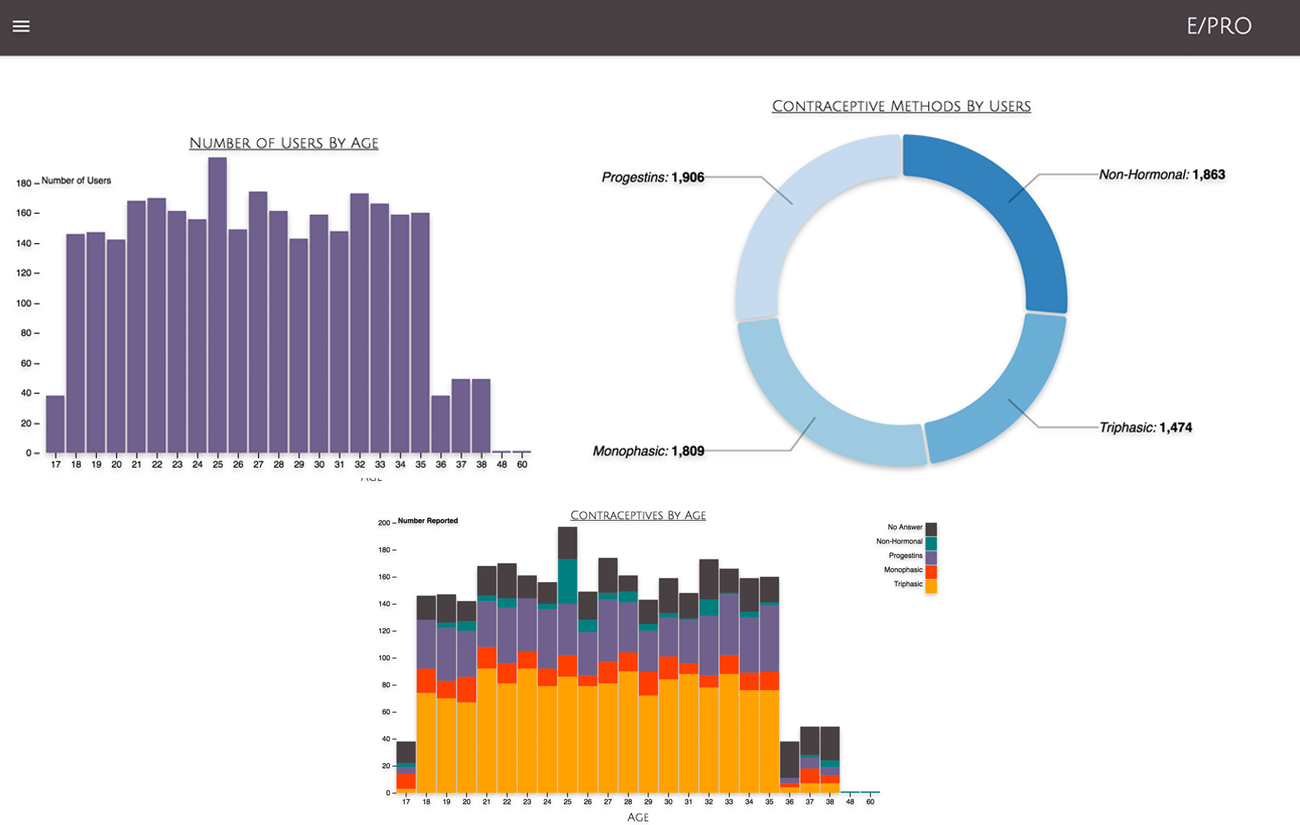 E/PRO
Contraceptive Methods By Users
Number of Users By Age
Progestins: 1,906
Non-Hormonal: 1,863
Number of Users
180
160
140
120
100
80
60
40
20
0
Triphasic: 1,474
Monophasic: 1,809
17 18 19 20 21 22 23 24 25 26 27 28 29 30 31 32 33 34 35 36 37 38 48 60
Age
Contraceptives By Age
Number Reported
200
180
160
140
120
100
80
60
40
20
0
No Answer
Non-Hormonal
Progestins
Monophasic
Triphasic
17 18 19 20 21 22 23 24 25 26 27 28 29 30 31 32 33 34 35 36 37 38 48 60
Age